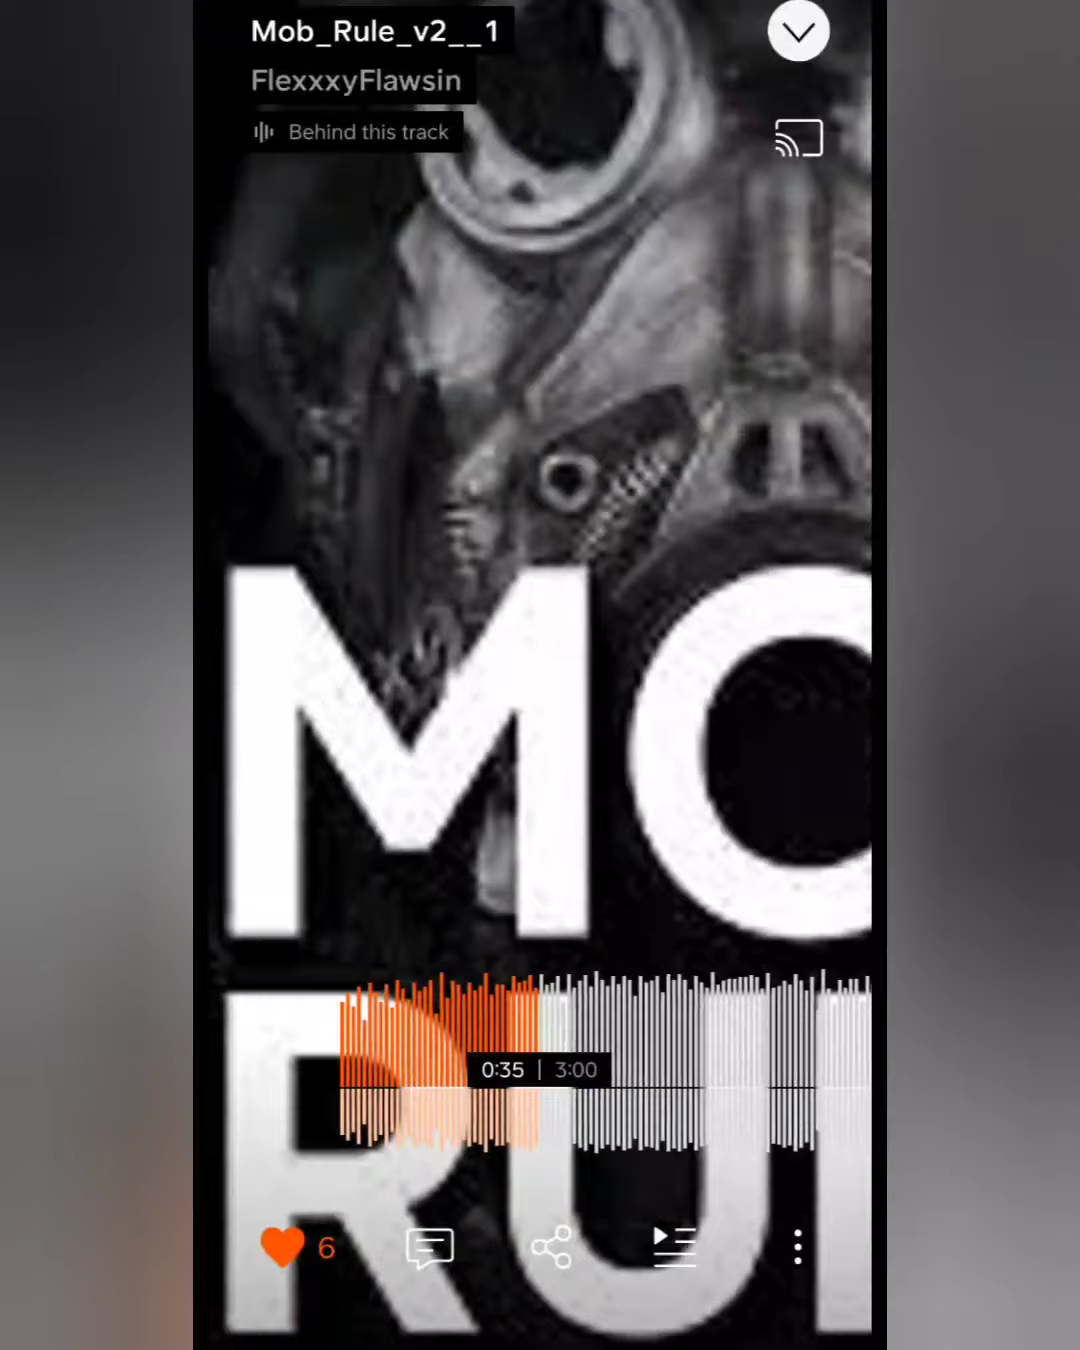 Mob_Rule_v2__1
FlexxxyFlawsin
Behind this track
MO
0:35 | 3:00
RU
6